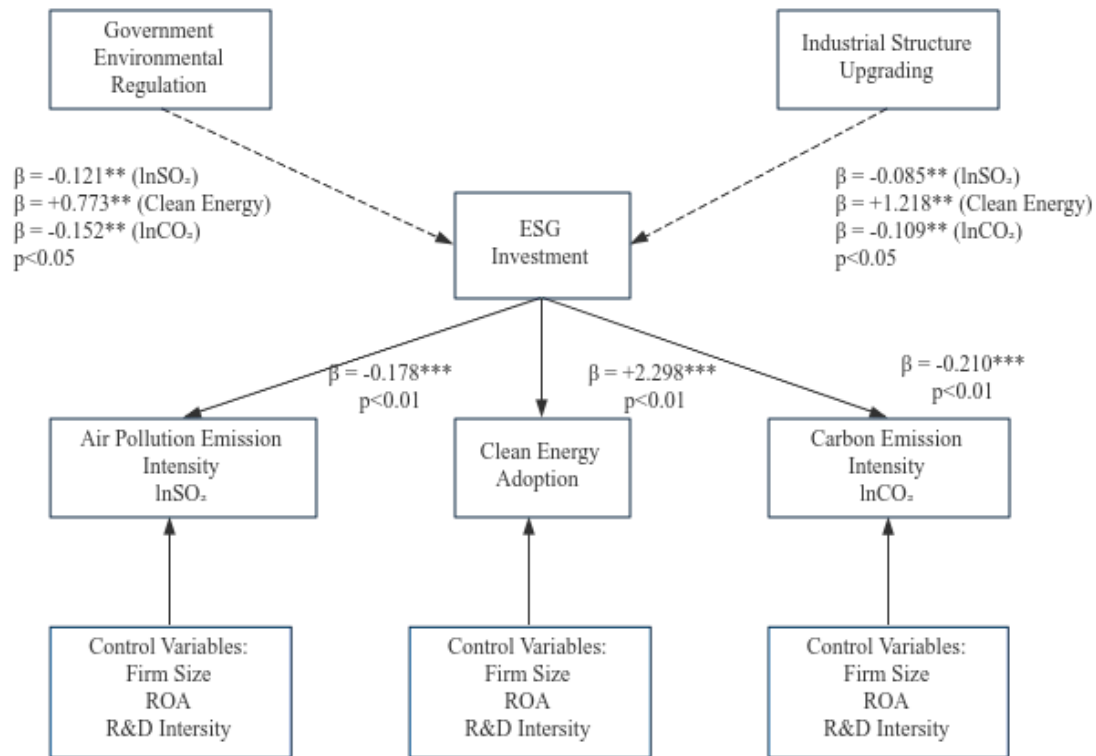 Government
Environmental
Regulation
Industrial Structure
Upgrading
β = -0.121** (lnSO₂)
β = +0.773** (Clean Energy)
β = -0.152** (lnCO₂)
p<0.05
β = -0.085** (lnSO₂)
β = +1.218** (Clean Energy)
β = -0.109** (lnCO₂)
p<0.05
ESG
Investment
β = -0.178***
p<0.01
β = +2.298***
p<0.01
β = -0.210***
p<0.01
Air Pollution Emission
Intensity
lnSO₂
Clean Energy
Adoption
Carbon Emission
Intensity
lnCO₂
Control Variables:
Firm Size
ROA
R&D Intersity
Control Variables:
Firm Size
ROA
R&D Intersity
Control Variables:
Firm Size
ROA
R&D Intersity